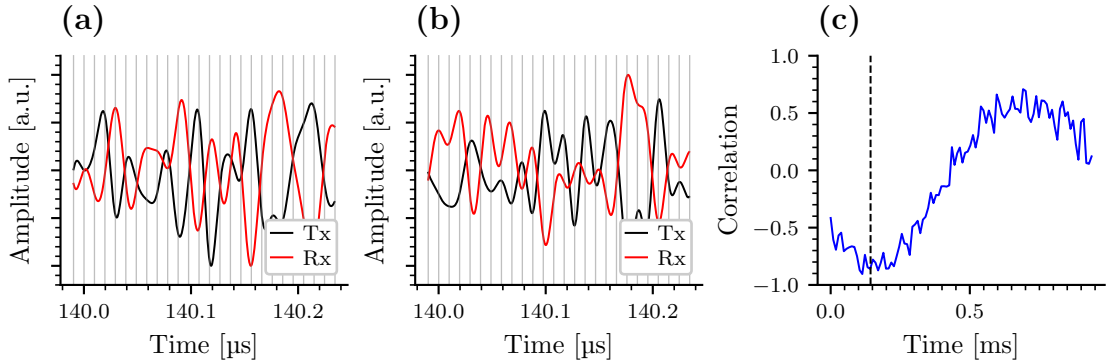 (a)
Amplitude [a.u.]
Tx
Rx
140.0 140.1 140.2
Time [µs]
(b)
Amplitude [a.u.]
Tx
Rx
140.0 140.1 140.2
Time [µs]
(c)
Correlation
1.0
0.5
0.0
−0.5
−1.0
0.0 0.5
Time [ms]